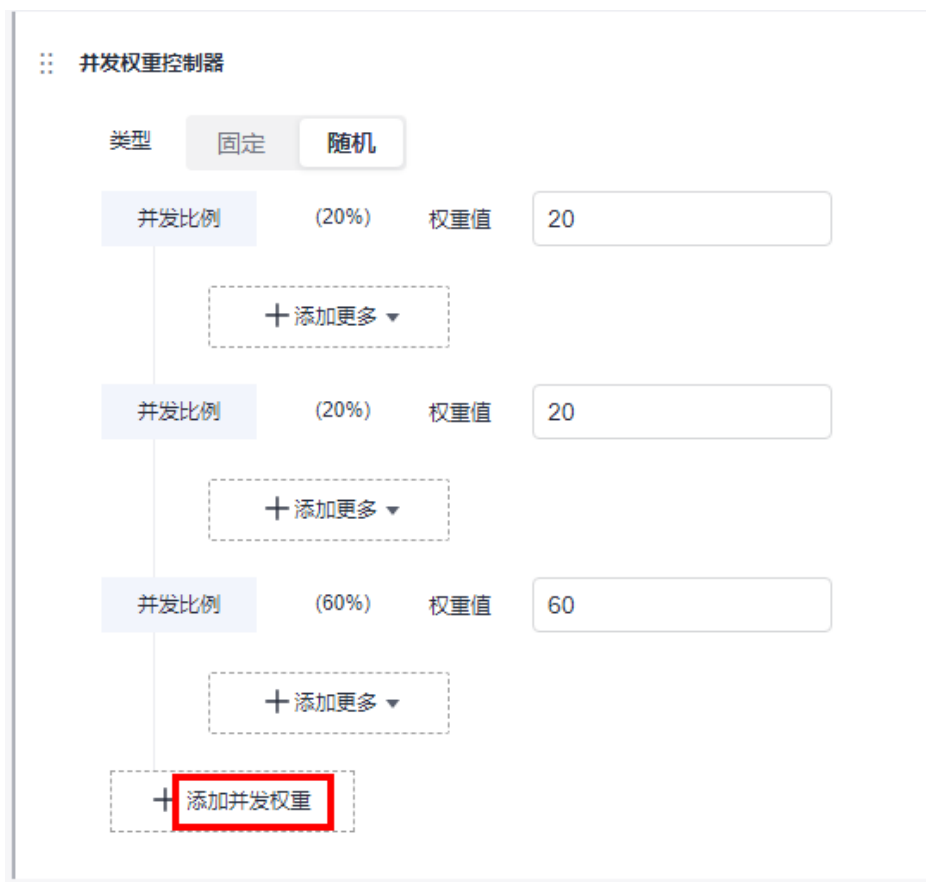 并发权重控制器
类型 固定 随机
并发比例 (20%) 权重值 20
添加更多
并发比例 (20%) 权重值 20
添加更多
并发比例 (60%) 权重值 60
添加更多
添加并发权重